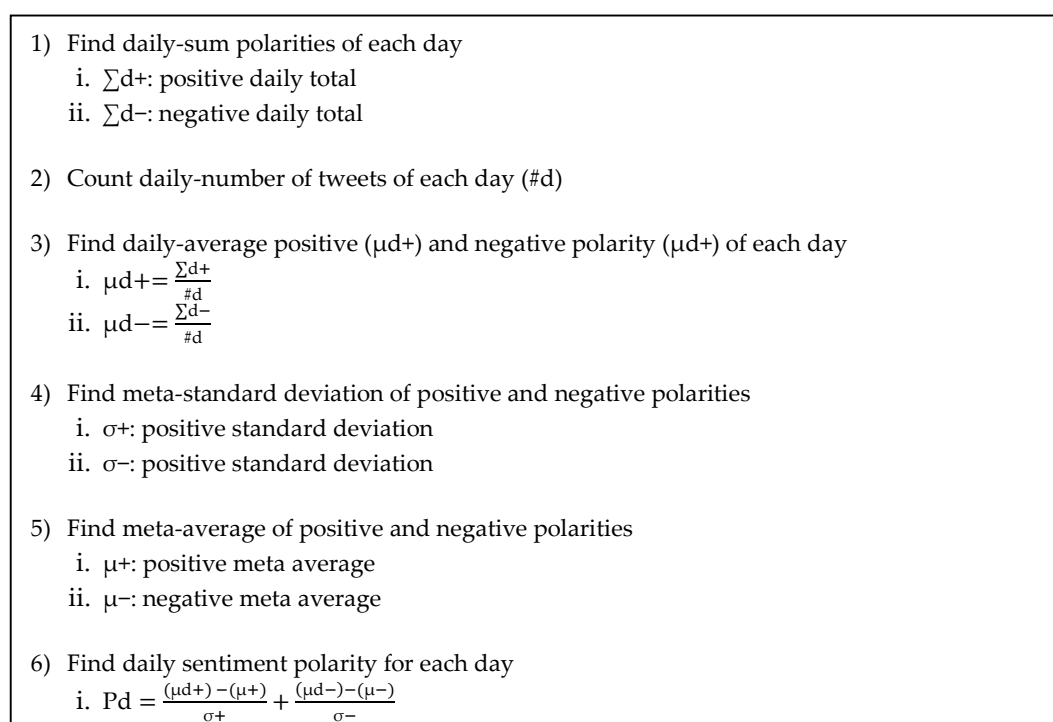 1) Find daily-sum polarities of each day
i. ∑d+: positive daily total
ii. ∑d−: negative daily total
2) Count daily-number of tweets of each day (#d)
3) Find daily-average positive (μd+) and negative polarity (μd+) of each day
i. μd+= ∑d+/#d
ii. μd−= ∑d−/#d
4) Find meta-standard deviation of positive and negative polarities
i. σ+: positive standard deviation
ii. σ−: positive standard deviation
5) Find meta-average of positive and negative polarities
i. μ+: positive meta average
ii. μ−: negative meta average
6) Find daily sentiment polarity for each day
i. Pd = (μd+) −(μ+)/σ+ + (μd−)−(μ−)/σ−